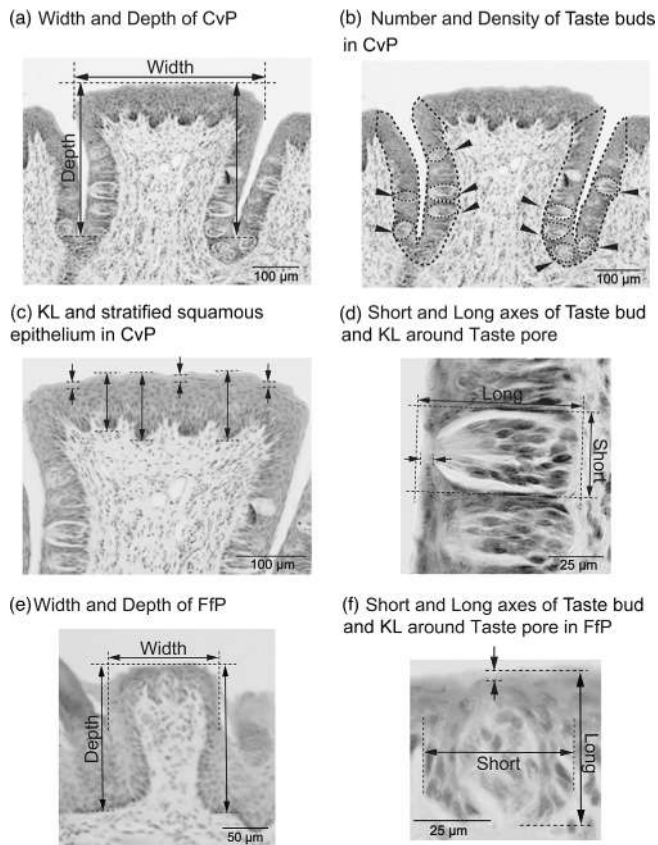 (a) Width and Depth of CvP
Width
Depth
100 µm
(b) Number and Density of Taste buds
in CvP
100 µm
(c) KL and stratified squamous
epithelium in CvP
100 µm
(d) Short and Long axes of Taste bud
and KL around Taste pore
Long
Short
25 µm
(e) Width and Depth of FfP
Width
Depth
50 µm
(f) Short and Long axes of Taste bud
and KL around Taste pore in FfP
Short
Long
25 µm